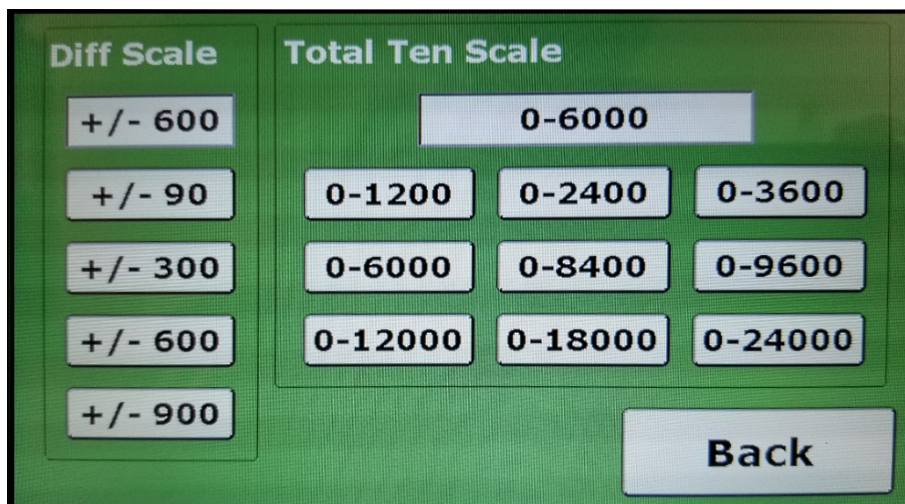 Diff Scale
+/- 600
+/- 90
+/- 300
+/- 600
+/- 900
Total Ten Scale
0-6000
0-1200 0-2400 0-3600
0-6000 0-8400 0-9600
0-12000 0-18000 0-24000
Back